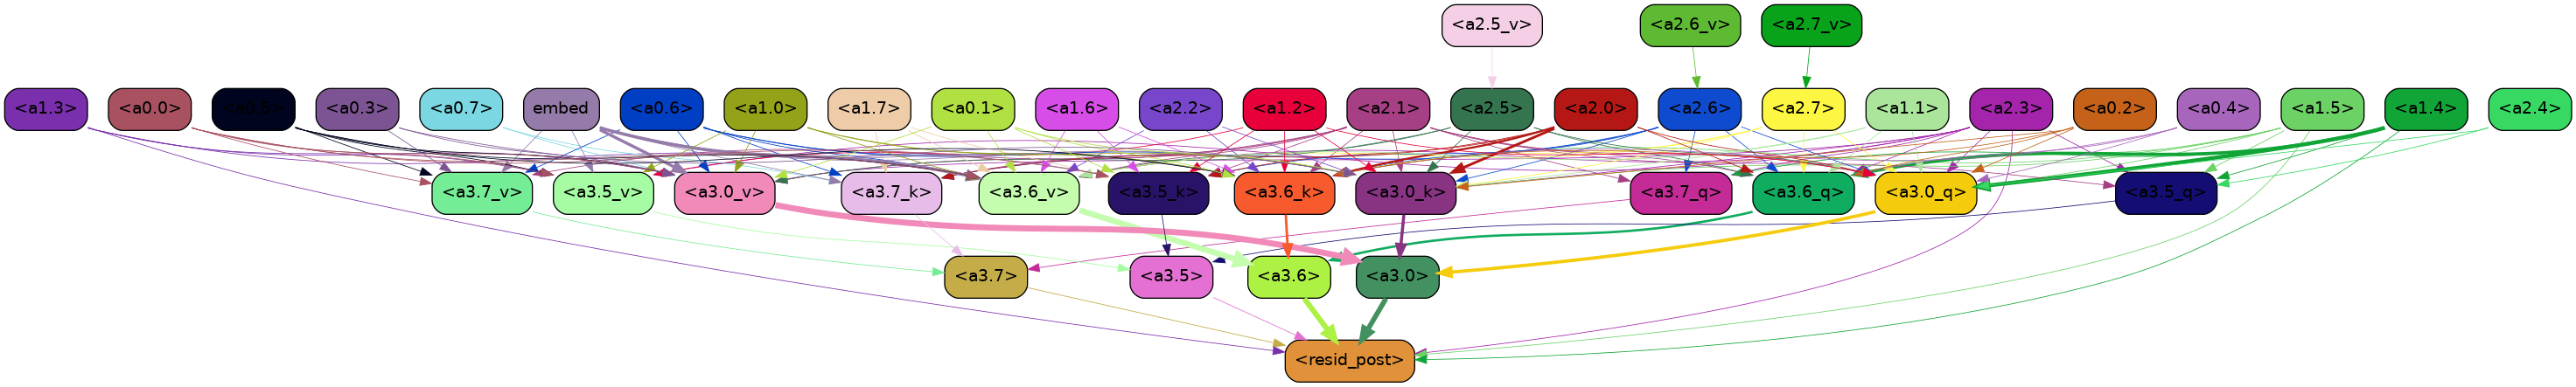 <a2.5_v> <a2.6_v> <a2.7_v>
<a1.3> <a0.0> <a0.5> <a0.3> <a0.7> embed <a0.6> <a1.0> <a1.7> <a0.1> <a1.6> <a2.2> <a1.2> <a2.1> <a2.5> <a2.0> <a2.6> <a2.7> <a1.1> <a2.3> <a0.2> <a0.4> <a1.5> <a1.4> <a2.4>
<a3.7_v> <a3.5_v> <a3.0_v> <a3.7_k> <a3.6_v> <a3.5_k> <a3.6_k> <a3.0_k> <a3.7_q> <a3.6_q> <a3.0_q> <a3.5_q>
<a3.7> <a3.5> <a3.6> <a3.0>
<resid_post>